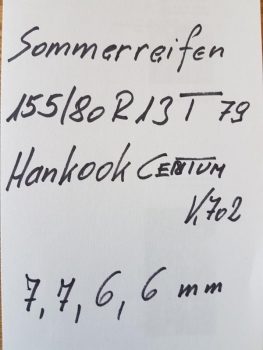 Sommerreifen
155/80 R 13 T 79
Hankook CENTUM
K702
7, 7, 6, 6 mm